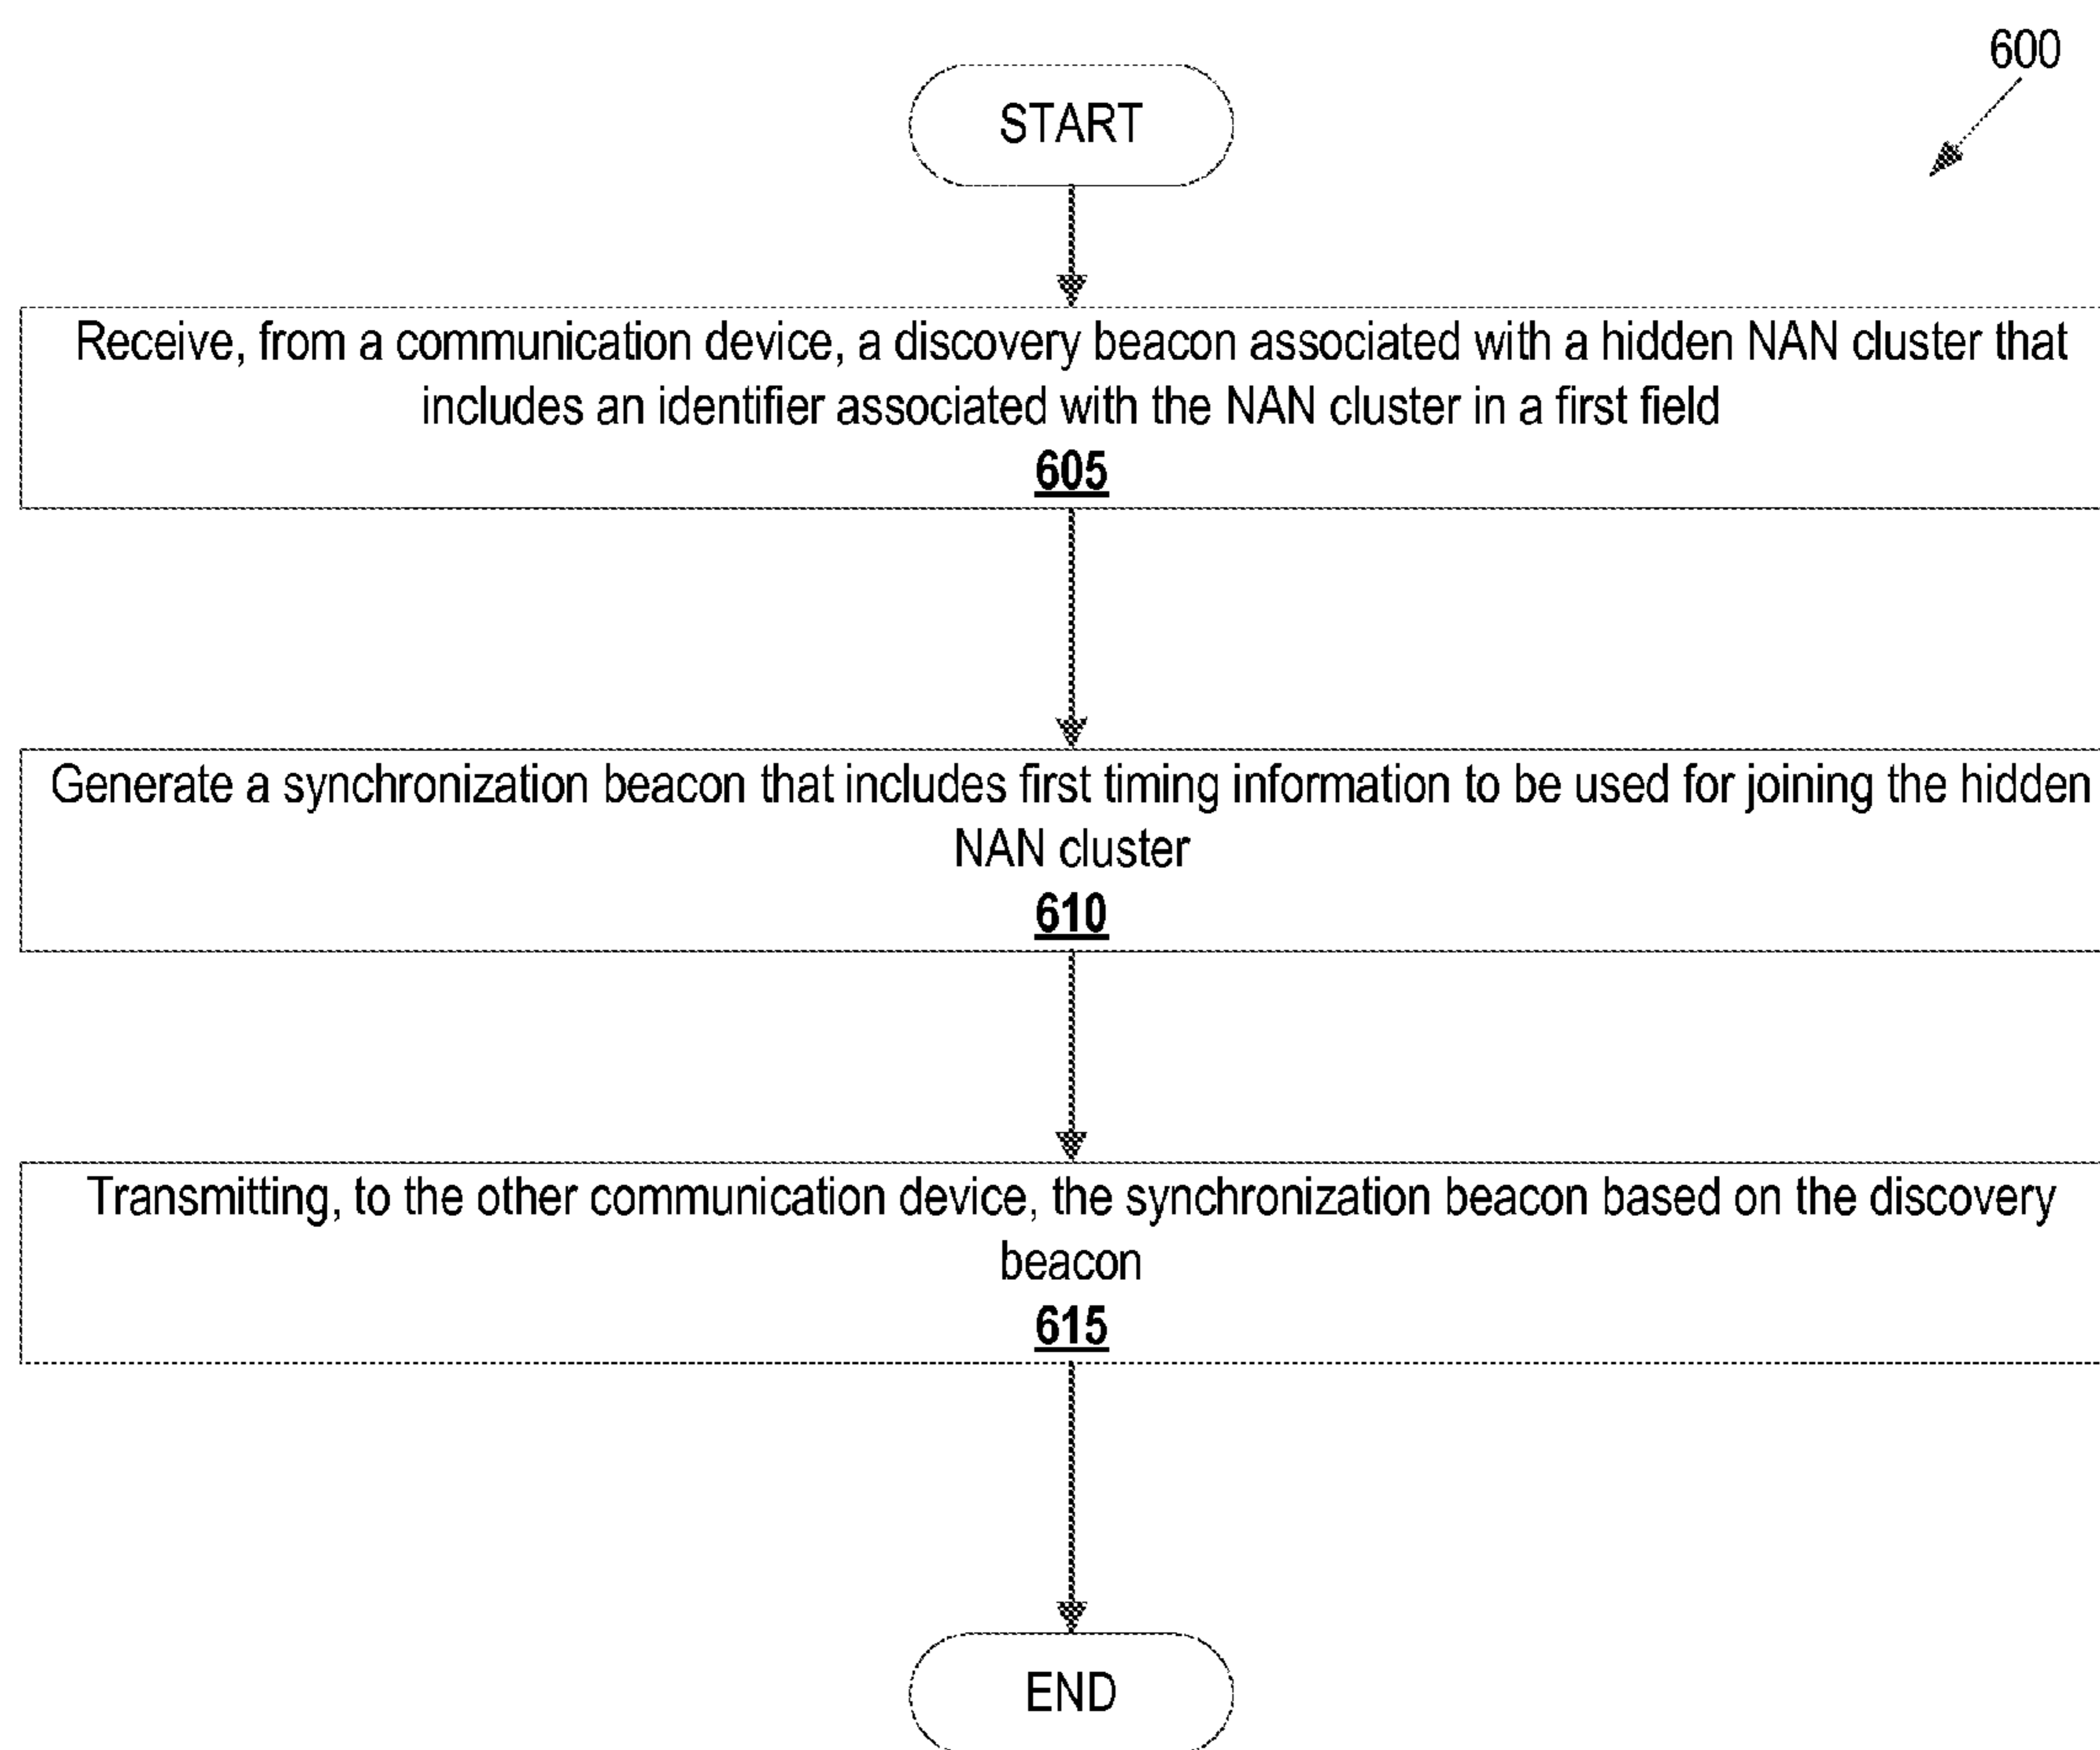 600
START
Receive, from a communication device, a discovery beacon associated with a hidden NAN cluster that
includes an identifier associated with the NAN cluster in a first field
605
Generate a synchronization beacon that includes first timing information to be used for joining the hidden
NAN cluster
610
Transmitting, to the other communication device, the synchronization beacon based on the discovery
beacon
615
END